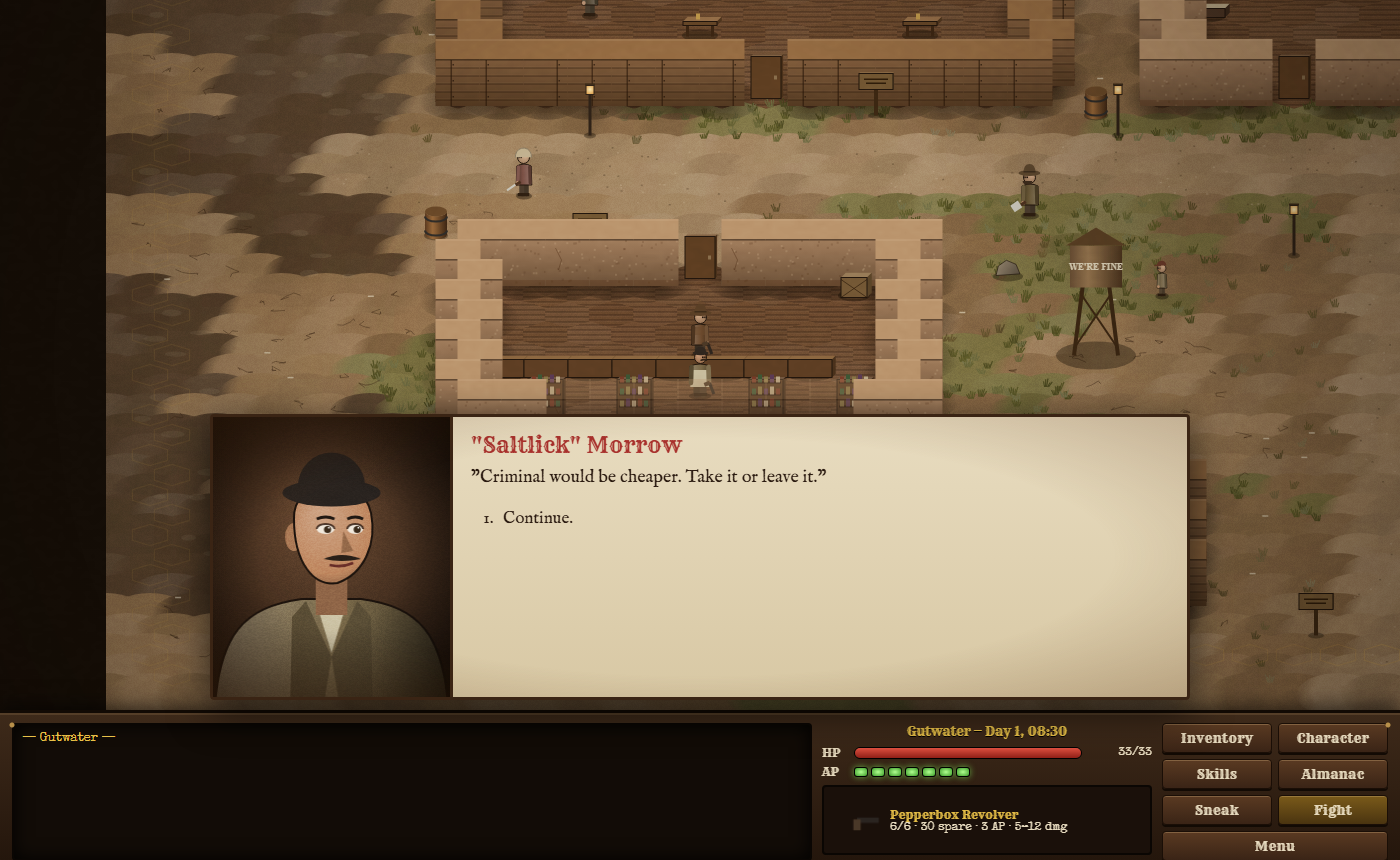 WE'RE FINE
"Saltlick" Morrow
”Criminal would be cheaper. Take it or leave it.”
1. Continue.
— Gutwater —
Gutwater – Day 1, 08:30
HP 33/33
AP
Pepperbox Revolver
6/6 · 30 spare · 3 AP · 5–12 dmg
Inventory
Character
Skills
Almanac
Sneak
Fight
Menu